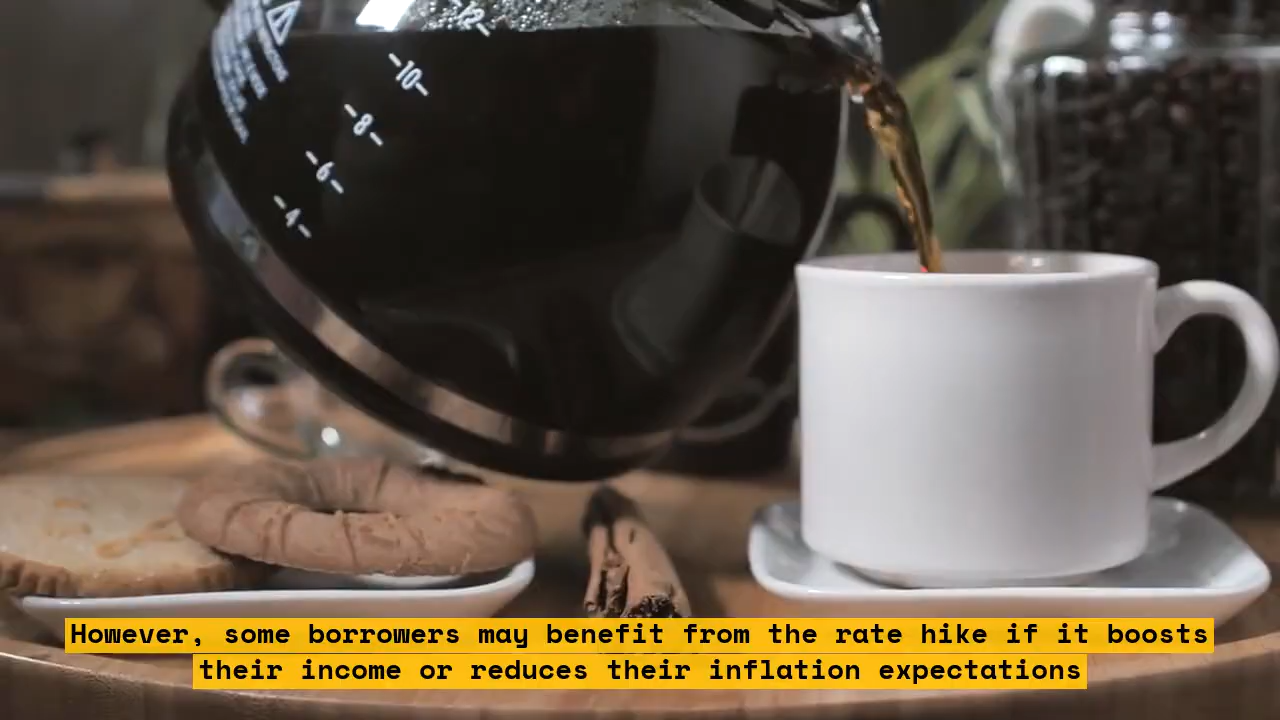 -12-
-10-
-8-
-6-
-4-
However, some borrowers may benefit from the rate hike if it boosts
their income or reduces their inflation expectations